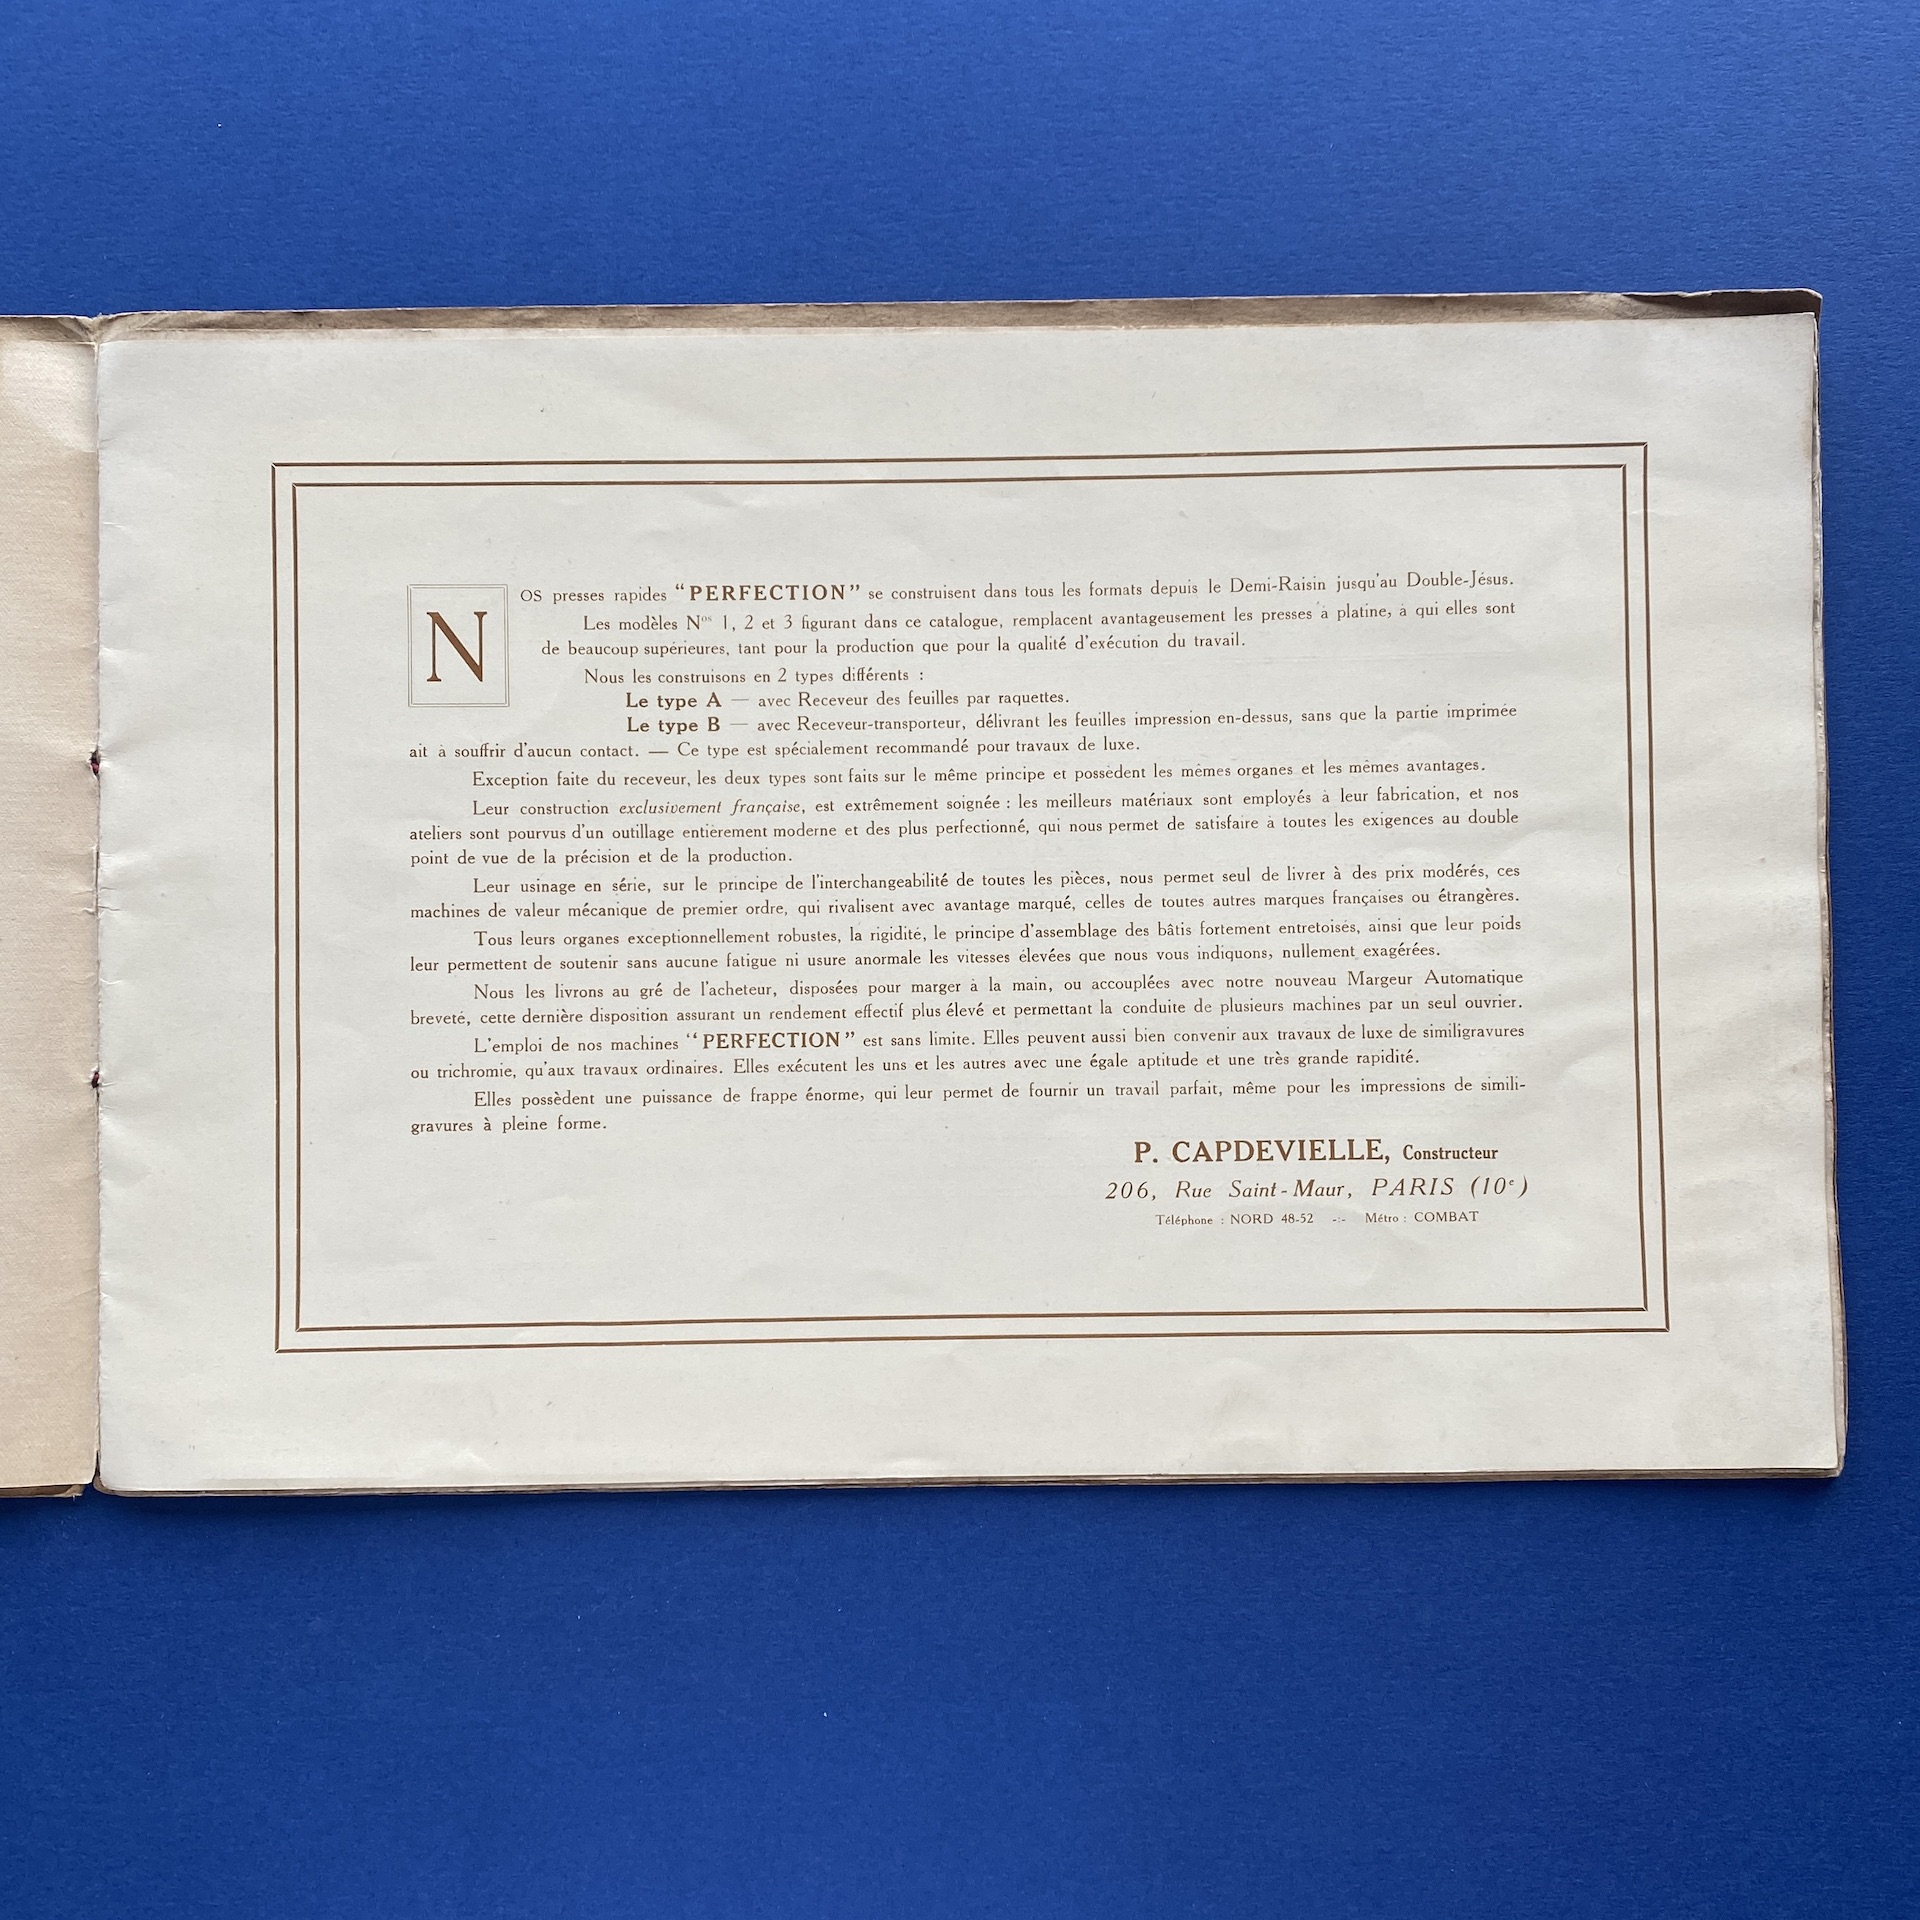 NOS presses rapides “PERFECTION” se construisent dans tous les formats depuis le Demi-Raisin jusqu'au Double-Jésus.
Les modèles Nos 1, 2 et 3 figurant dans ce catalogue, remplacent avantageusement les presses à platine, à qui elles sont
de beaucoup supérieures, tant pour la production que pour la qualité d'exécution du travail.
Nous les construisons en 2 types différents :
Le type A — avec Receveur des feuilles par raquettes.
Le type B — avec Receveur-transporteur, délivrant les feuilles impression en-dessus, sans que la partie imprimée
ait à souffrir d'aucun contact. — Ce type est spécialement recommandé pour travaux de luxe.
Exception faite du receveur, les deux types sont faits sur le même principe et possèdent les mêmes organes et les mêmes avantages.
Leur construction exclusivement française, est extrêmement soignée : les meilleurs matériaux sont employés à leur fabrication, et nos
ateliers sont pourvus d'un outillage entièrement moderne et des plus perfectionné, qui nous permet de satisfaire à toutes les exigences au double
point de vue de la précision et de la production.
Leur usinage en série, sur le principe de l'interchangeabilité de toutes les pièces, nous permet seul de livrer à des prix modérés, ces
machines de valeur mécanique de premier ordre, qui rivalisent avec avantage marqué, celles de toutes autres marques françaises ou étrangères.
Tous leurs organes exceptionnellement robustes, la rigidité, le principe d'assemblage des bâtis fortement entretoisés, ainsi que leur poids
leur permettent de soutenir sans aucune fatigue ni usure anormale les vitesses élevées que nous vous indiquons, nullement exagérées.
Nous les livrons au gré de l'acheteur, disposées pour marger à la main, ou accouplées avec notre nouveau Margeur Automatique
breveté, cette dernière disposition assurant un rendement effectif plus élevé et permettant la conduite de plusieurs machines par un seul ouvrier.
L'emploi de nos machines “PERFECTION” est sans limite. Elles peuvent aussi bien convenir aux travaux de luxe de similigravures
ou trichromie, qu'aux travaux ordinaires. Elles exécutent les uns et les autres avec une égale aptitude et une très grande rapidité.
Elles possèdent une puissance de frappe énorme, qui leur permet de fournir un travail parfait, même pour les impressions de simili-
gravures à pleine forme.
P. CAPDEVIELLE, Constructeur
206, Rue Saint-Maur, PARIS (10e)
Téléphone : NORD 48-52 -:- Métro : COMBAT